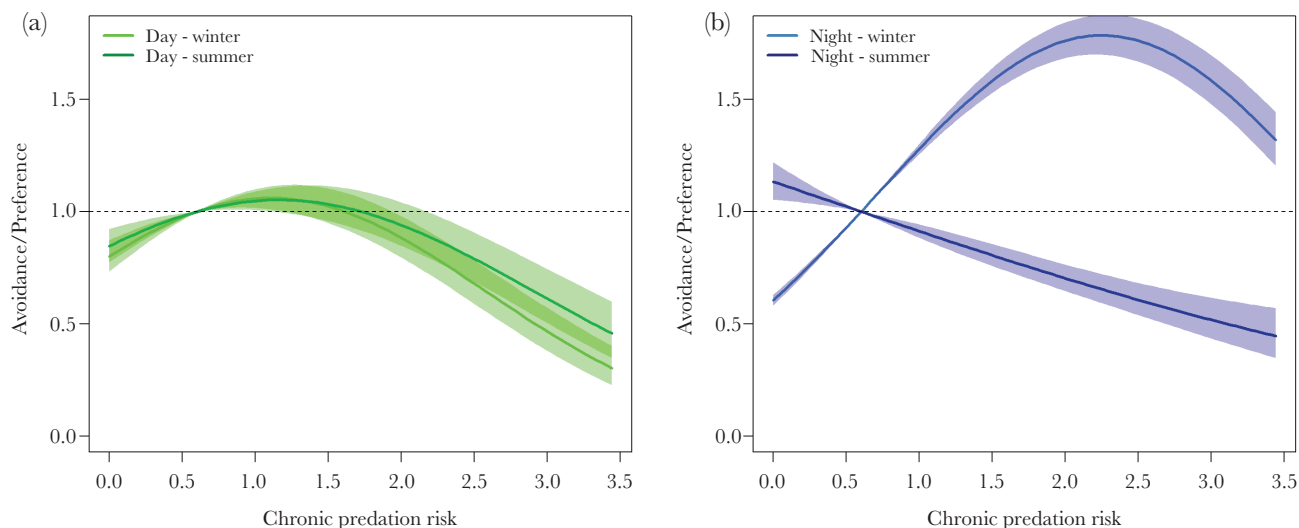 (a)
Day - winter
Day - summer
Avoidance/Preference
1.5
1.0
0.5
0.0
0.0 0.5 1.0 1.5 2.0 2.5 3.0 3.5
Chronic predation risk
(b)
Night - winter
Night - summer
Avoidance/Preference
1.5
1.0
0.5
0.0
0.0 0.5 1.0 1.5 2.0 2.5 3.0 3.5
Chronic predation risk